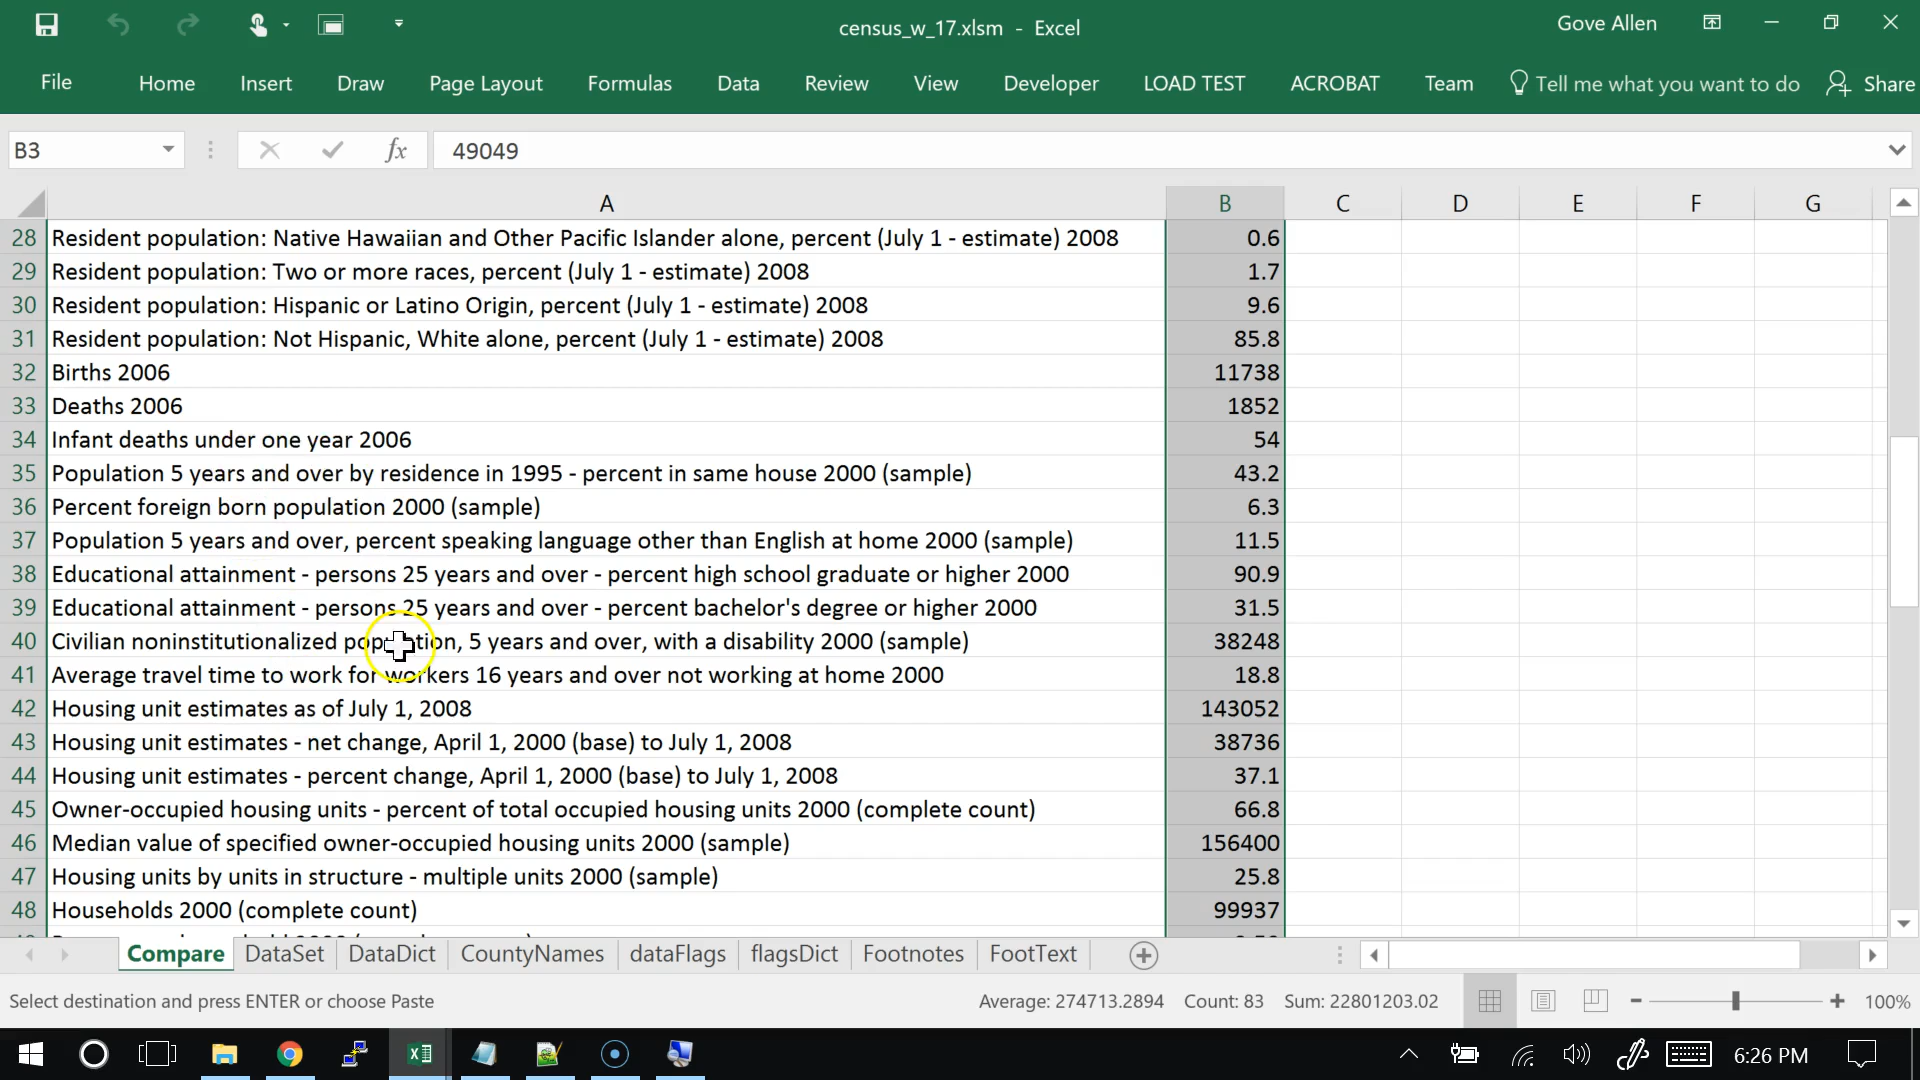 census_w_17.xlsm - Excel
Gove Allen
File Home Insert Draw Page Layout Formulas Data Review View Developer LOAD TEST ACROBAT Team Tell me what you want to do Share
B3 fx 49049
A B C D E F G
28 Resident population: Native Hawaiian and Other Pacific Islander alone, percent (July 1 - estimate) 2008 0.6
29 Resident population: Two or more races, percent (July 1 - estimate) 2008 1.7
30 Resident population: Hispanic or Latino Origin, percent (July 1 - estimate) 2008 9.6
31 Resident population: Not Hispanic, White alone, percent (July 1 - estimate) 2008 85.8
32 Births 2006 11738
33 Deaths 2006 1852
34 Infant deaths under one year 2006 54
35 Population 5 years and over by residence in 1995 - percent in same house 2000 (sample) 43.2
36 Percent foreign born population 2000 (sample) 6.3
37 Population 5 years and over, percent speaking language other than English at home 2000 (sample) 11.5
38 Educational attainment - persons 25 years and over - percent high school graduate or higher 2000 90.9
39 Educational attainment - persons 25 years and over - percent bachelor's degree or higher 2000 31.5
40 Civilian noninstitutionalized population, 5 years and over, with a disability 2000 (sample) 38248
41 Average travel time to work for workers 16 years and over not working at home 2000 18.8
42 Housing unit estimates as of July 1, 2008 143052
43 Housing unit estimates - net change, April 1, 2000 (base) to July 1, 2008 38736
44 Housing unit estimates - percent change, April 1, 2000 (base) to July 1, 2008 37.1
45 Owner-occupied housing units - percent of total occupied housing units 2000 (complete count) 66.8
46 Median value of specified owner-occupied housing units 2000 (sample) 156400
47 Housing units by units in structure - multiple units 2000 (sample) 25.8
48 Households 2000 (complete count) 99937
Compare DataSet DataDict CountyNames dataFlags flagsDict Footnotes FootText
Select destination and press ENTER or choose Paste Average: 274713.2894 Count: 83 Sum: 22801203.02 100%
6:26 PM